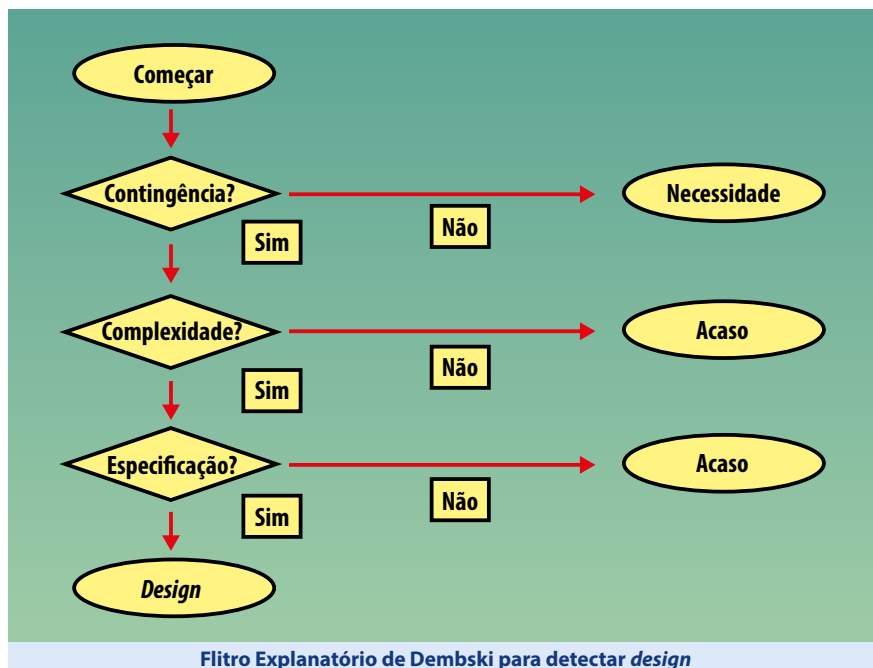 Começar
Contingência?
Necessidade
Sim
Não
Complexidade?
Acaso
Sim
Não
Especificação?
Acaso
Sim
Não
Design
Flitro Explanatório de Dembski para detectar design